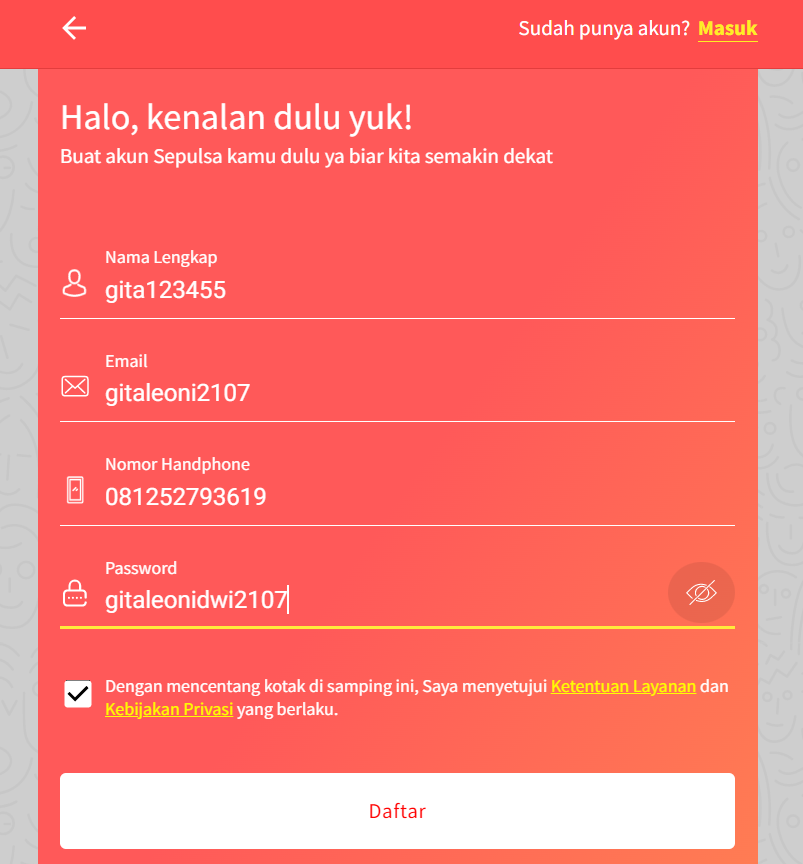 Sudah punya akun? Masuk
Halo, kenalan dulu yuk!
Buat akun Sepulsa kamu dulu ya biar kita semakin dekat
Nama Lengkap
gita123455
Email
gitaleoni2107
Nomor Handphone
081252793619
Password
gitaleonidwi2107
Dengan mencentang kotak di samping ini, Saya menyetujui Ketentuan Layanan dan
Kebijakan Privasi yang berlaku.
Daftar